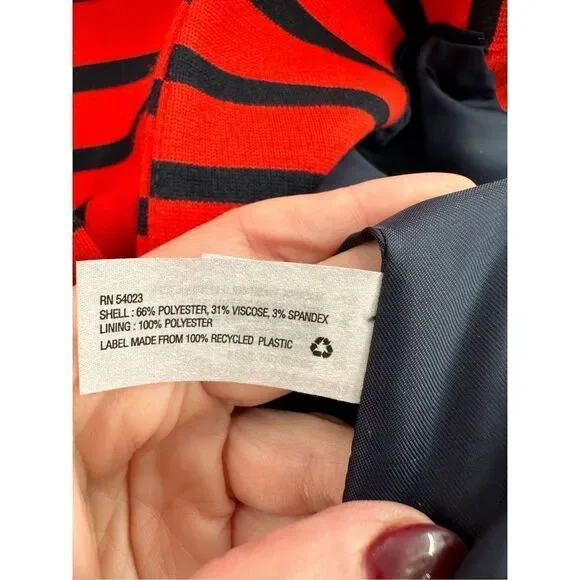 RN 54023
SHELL : 66% POLYESTER, 31% VISCOSE, 3% SPANDEX
LINING : 100% POLYESTER
LABEL MADE FROM 100% RECYCLED PLASTIC